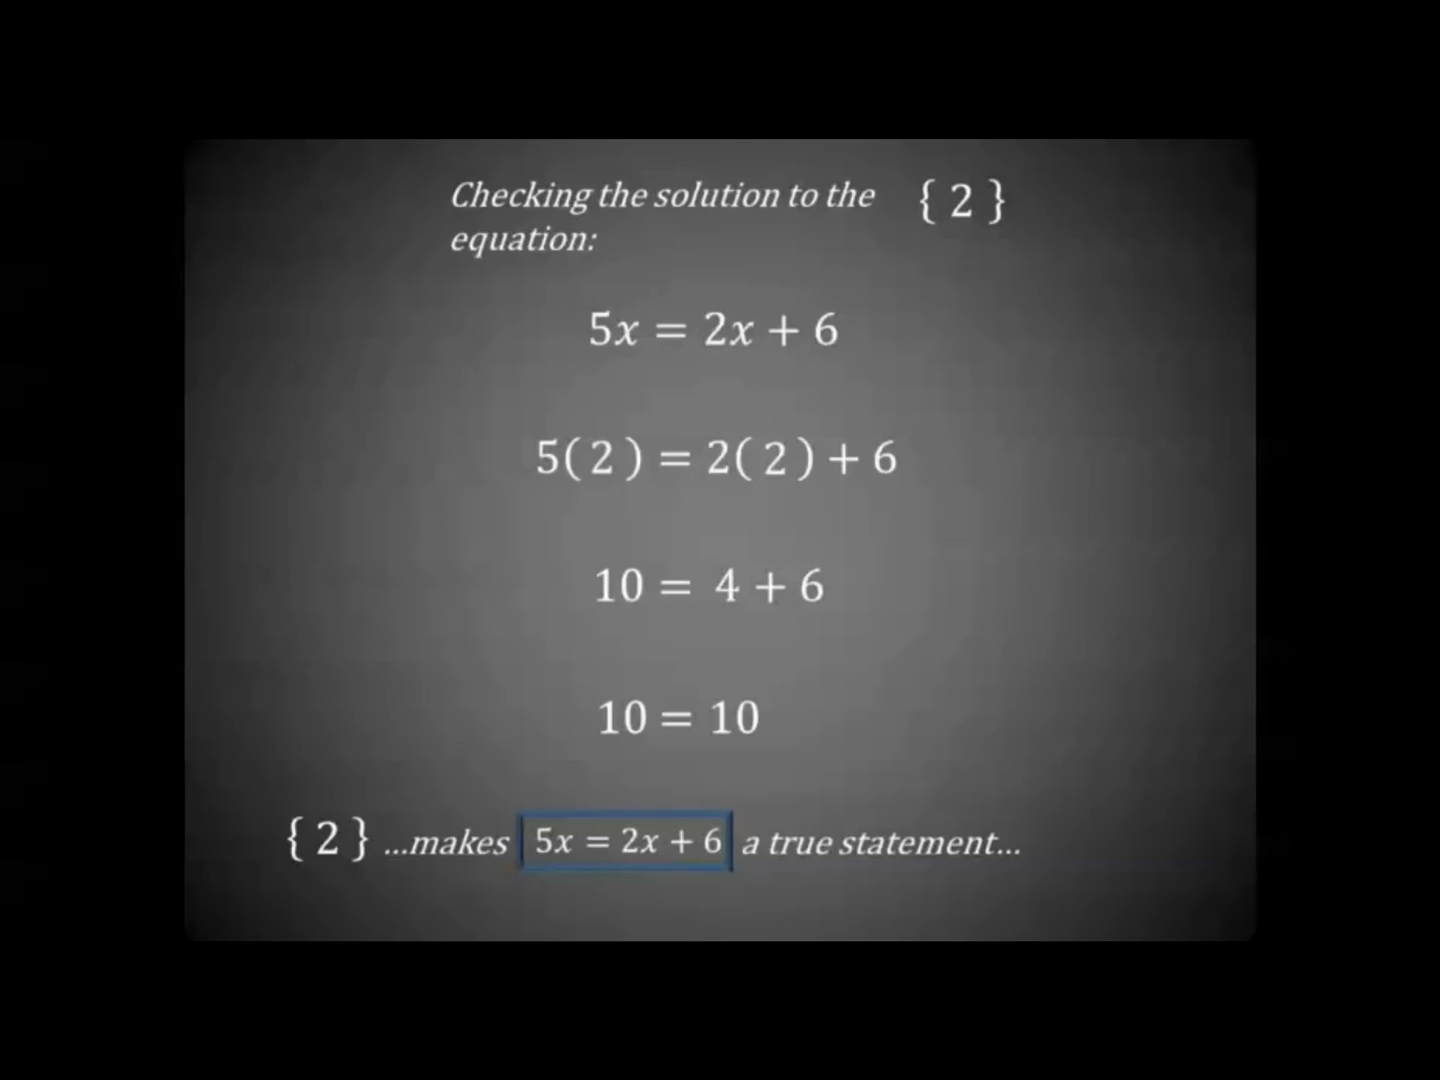 Checking the solution to the { 2 }
equation:
5x = 2x + 6
5( 2 ) = 2( 2 ) + 6
10 = 4 + 6
10 = 10
{ 2 } ...makes 5x = 2x + 6 a true statement...